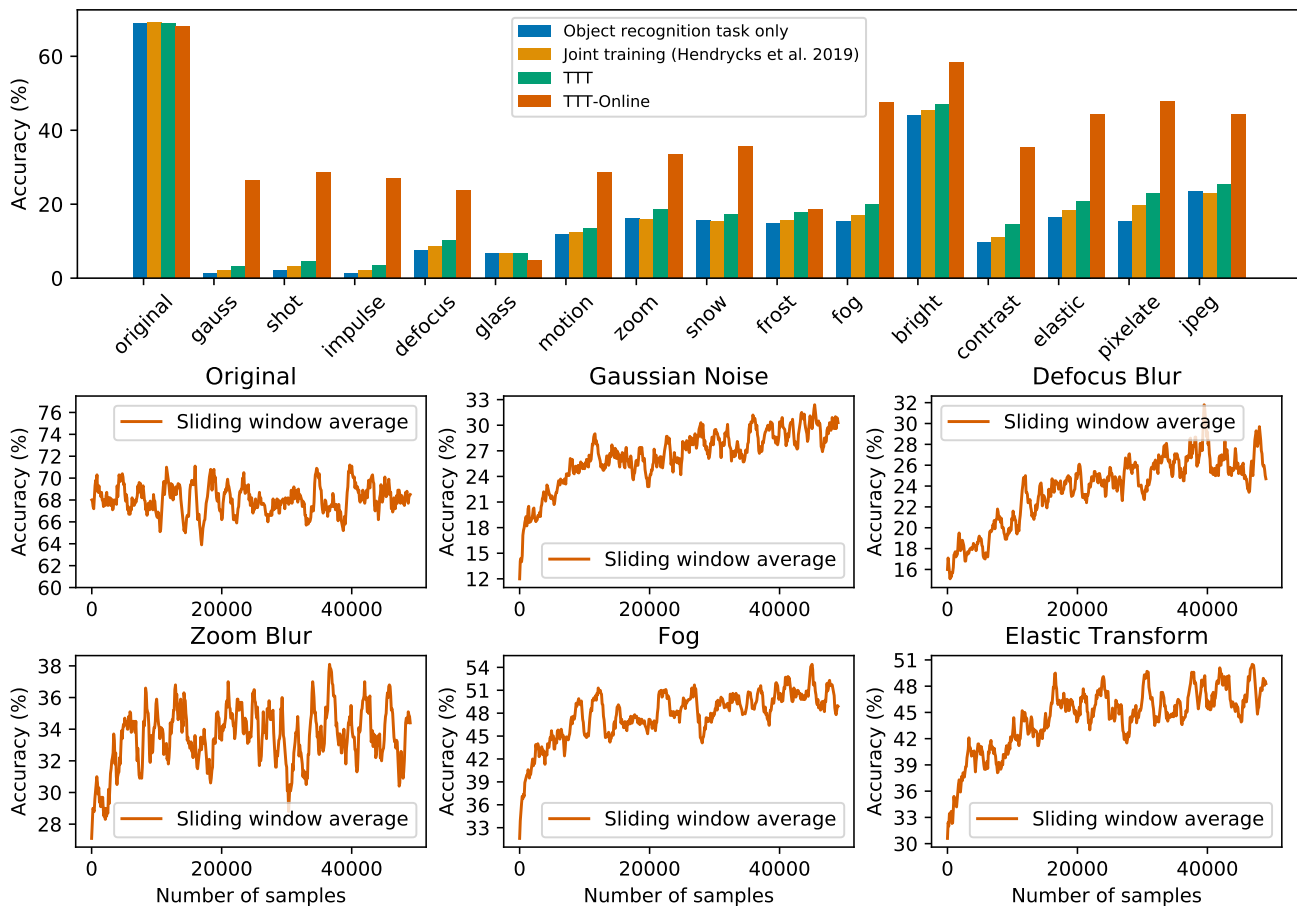 Accuracy (%)
60
40
20
0
Object recognition task only
Joint training (Hendrycks et al. 2019)
TTT
TTT-Online
original
gauss
shot
impulse
defocus
glass
motion
zoom
snow
frost
fog
bright
contrast
elastic
pixelate
jpeg
Original
Accuracy (%)
76
74
72
70
68
66
64
62
60
Sliding window average
0 20000 40000
Gaussian Noise
Accuracy (%)
33
30
27
24
21
18
15
12
Sliding window average
0 20000 40000
Defocus Blur
Accuracy (%)
32
30
28
26
24
22
20
18
16
Sliding window average
0 20000 40000
Zoom Blur
Accuracy (%)
38
36
34
32
30
28
Sliding window average
0 20000 40000
Number of samples
Fog
Accuracy (%)
54
51
48
45
42
39
36
33
Sliding window average
0 20000 40000
Number of samples
Elastic Transform
Accuracy (%)
51
48
45
42
39
36
33
30
Sliding window average
0 20000 40000
Number of samples